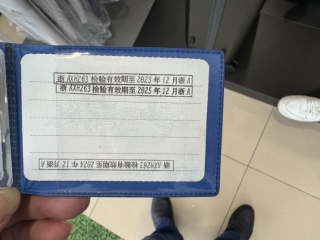 浙 AXH263 检验有效期至 2023 年 12 月浙 A
浙 AXH263 检验有效期至 2025 年 12 月浙 A
浙 AXH263 检验有效期至 2024 年 12 月浙 A